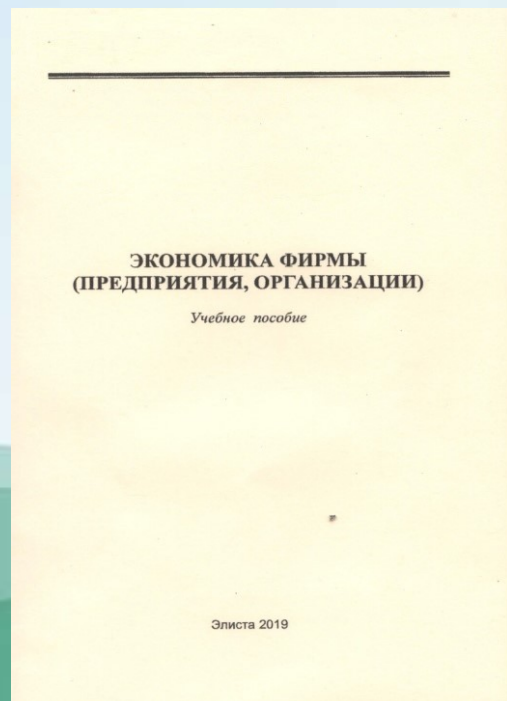 ЭКОНОМИКА ФИРМЫ
(ПРЕДПРИЯТИЯ, ОРГАНИЗАЦИИ)
Учебное пособие
Элиста 2019